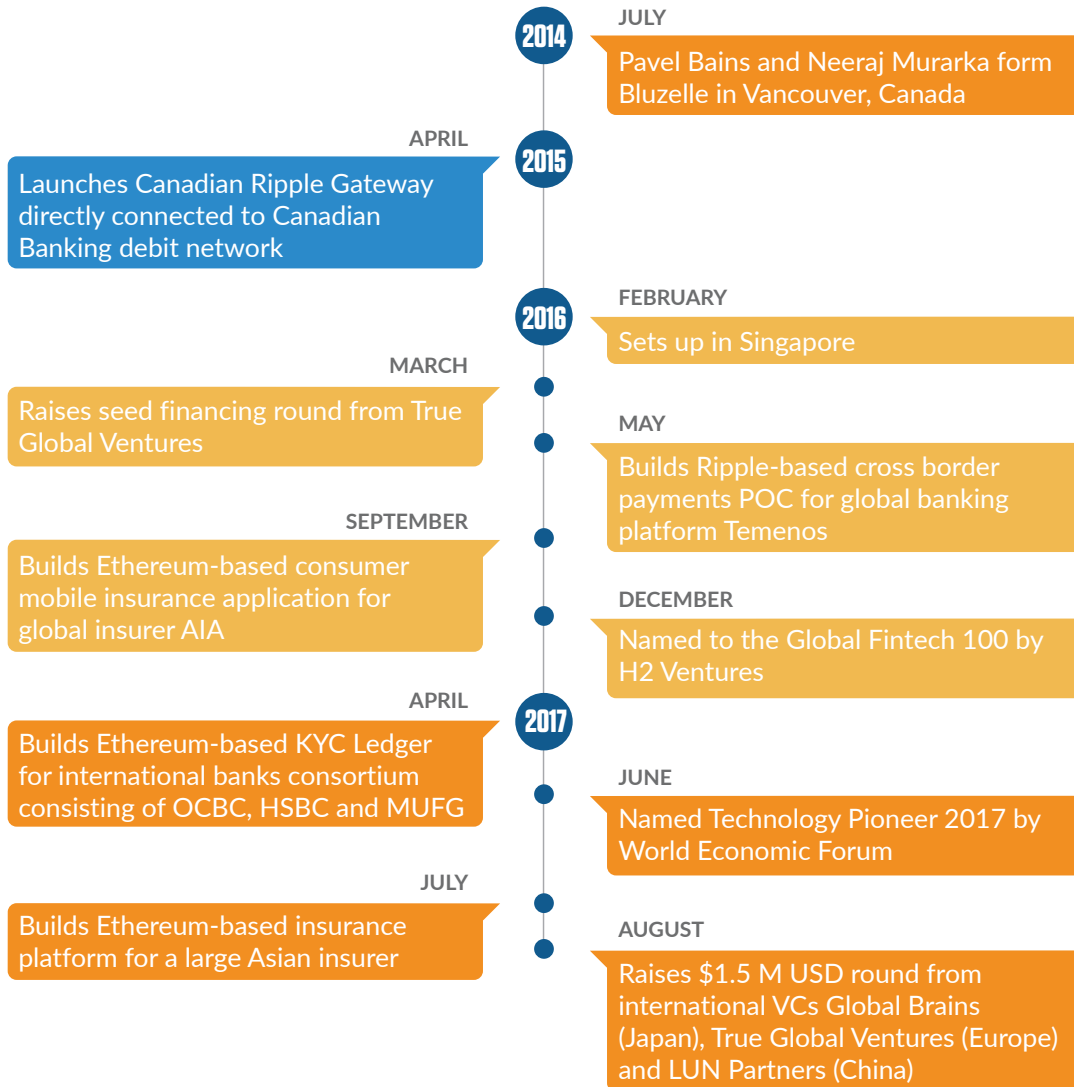 2014
JULY
Pavel Bains and Neeraj Murarka form
Bluzelle in Vancouver, Canada
APRIL
2015
Launches Canadian Ripple Gateway
directly connected to Canadian
Banking debit network
2016
FEBRUARY
Sets up in Singapore
MARCH
Raises seed financing round from True
Global Ventures
MAY
Builds Ripple-based cross border
payments POC for global banking
platform Temenos
SEPTEMBER
Builds Ethereum-based consumer
mobile insurance application for
global insurer AIA
DECEMBER
Named to the Global Fintech 100 by
H2 Ventures
APRIL
2017
Builds Ethereum-based KYC Ledger
for international banks consortium
consisting of OCBC, HSBC and MUFG
JUNE
Named Technology Pioneer 2017 by
World Economic Forum
JULY
Builds Ethereum-based insurance
platform for a large Asian insurer
AUGUST
Raises $1.5 M USD round from
international VCs Global Brains
(Japan), True Global Ventures (Europe)
and LUN Partners (China)